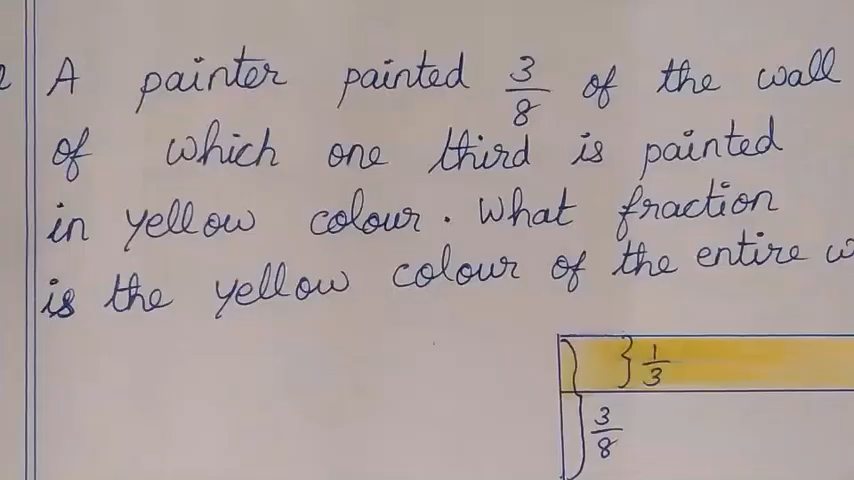 A painter painted 3/8 of the wall
of which one third is painted
in yellow colour. What fraction
is the yellow colour of the entire
1/3
3/8